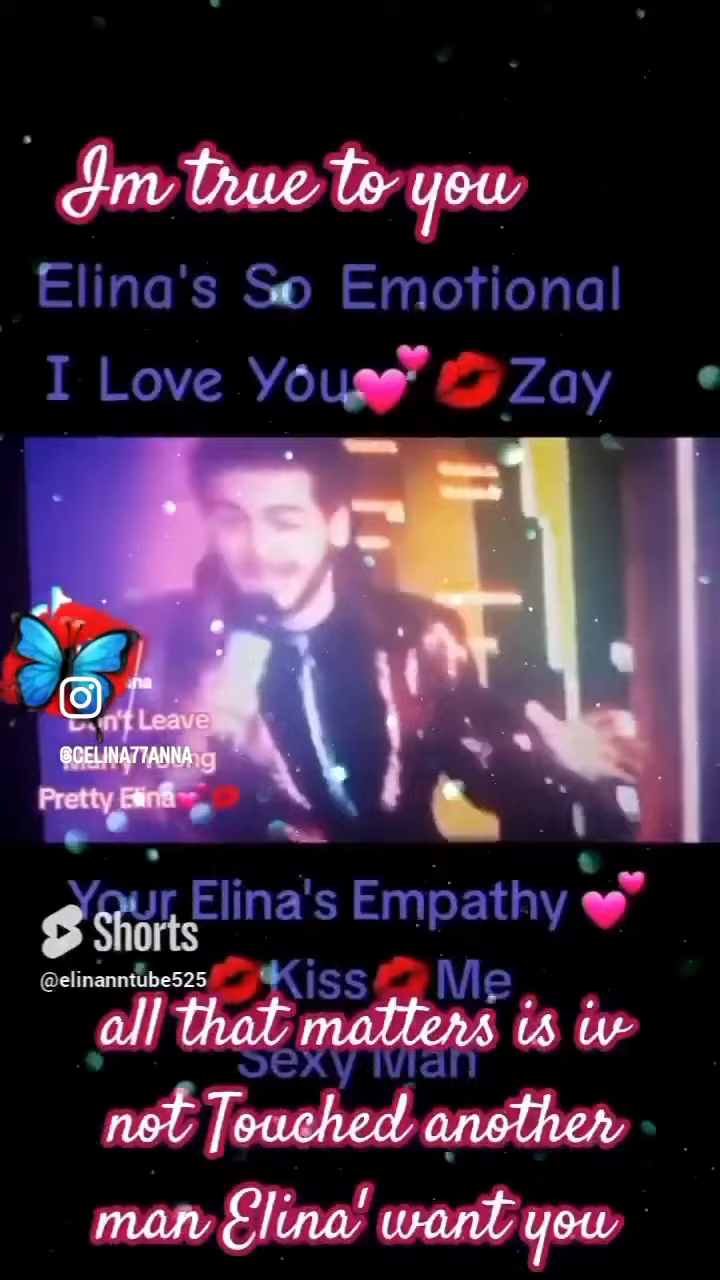 Im true to you
Elina's So Emotional
I Love You💕💋Zay
na
Don't Leave
@CELINA77ANNA
Pretty Elina💕💋
Your Elina's Empathy 💕
Shorts
@elinanntube525
💋Kiss💋Me
all that matters is iv
Sexy Man
not Touched another
man Elina' want you